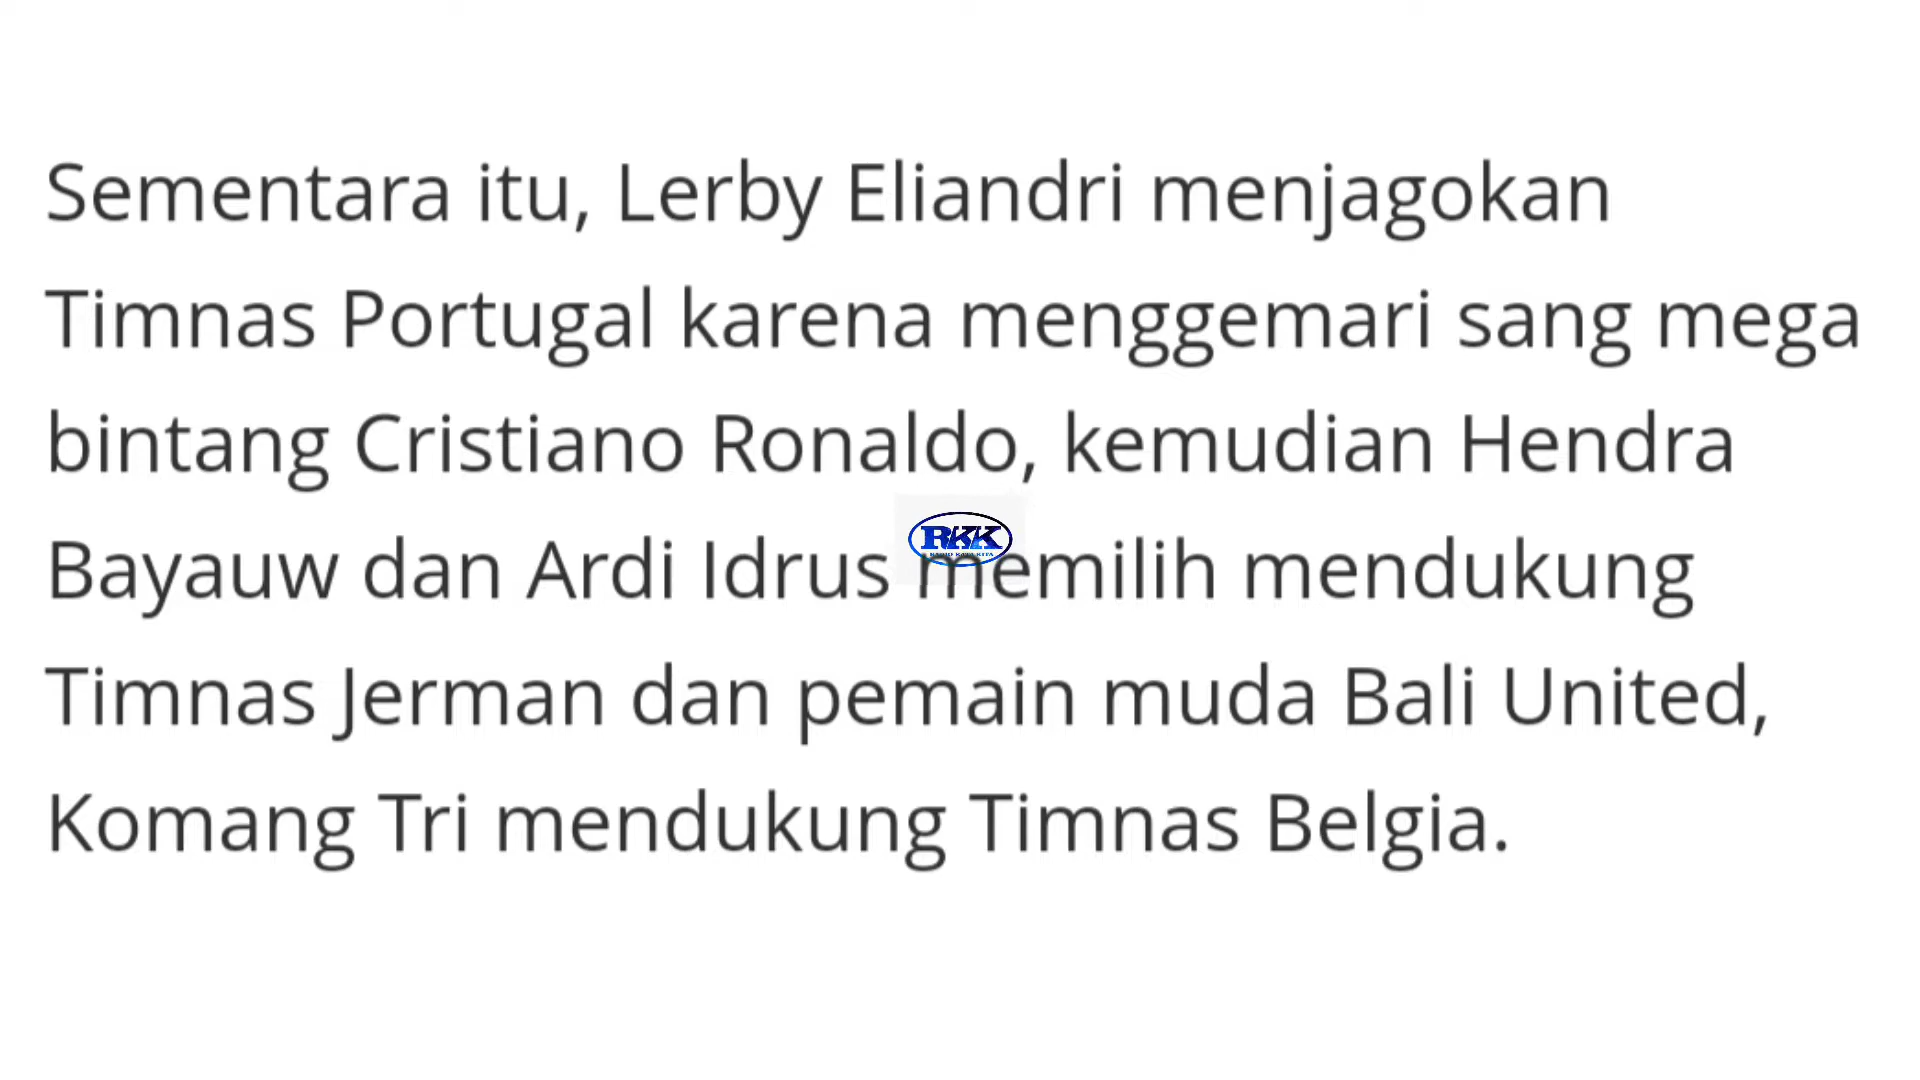 Sementara itu, Lerby Eliandri menjagokan
Timnas Portugal karena menggemari sang mega
bintang Cristiano Ronaldo, kemudian Hendra
RKK
Bayauw dan Ardi Idrus memilih mendukung
Timnas Jerman dan pemain muda Bali United,
Komang Tri mendukung Timnas Belgia.